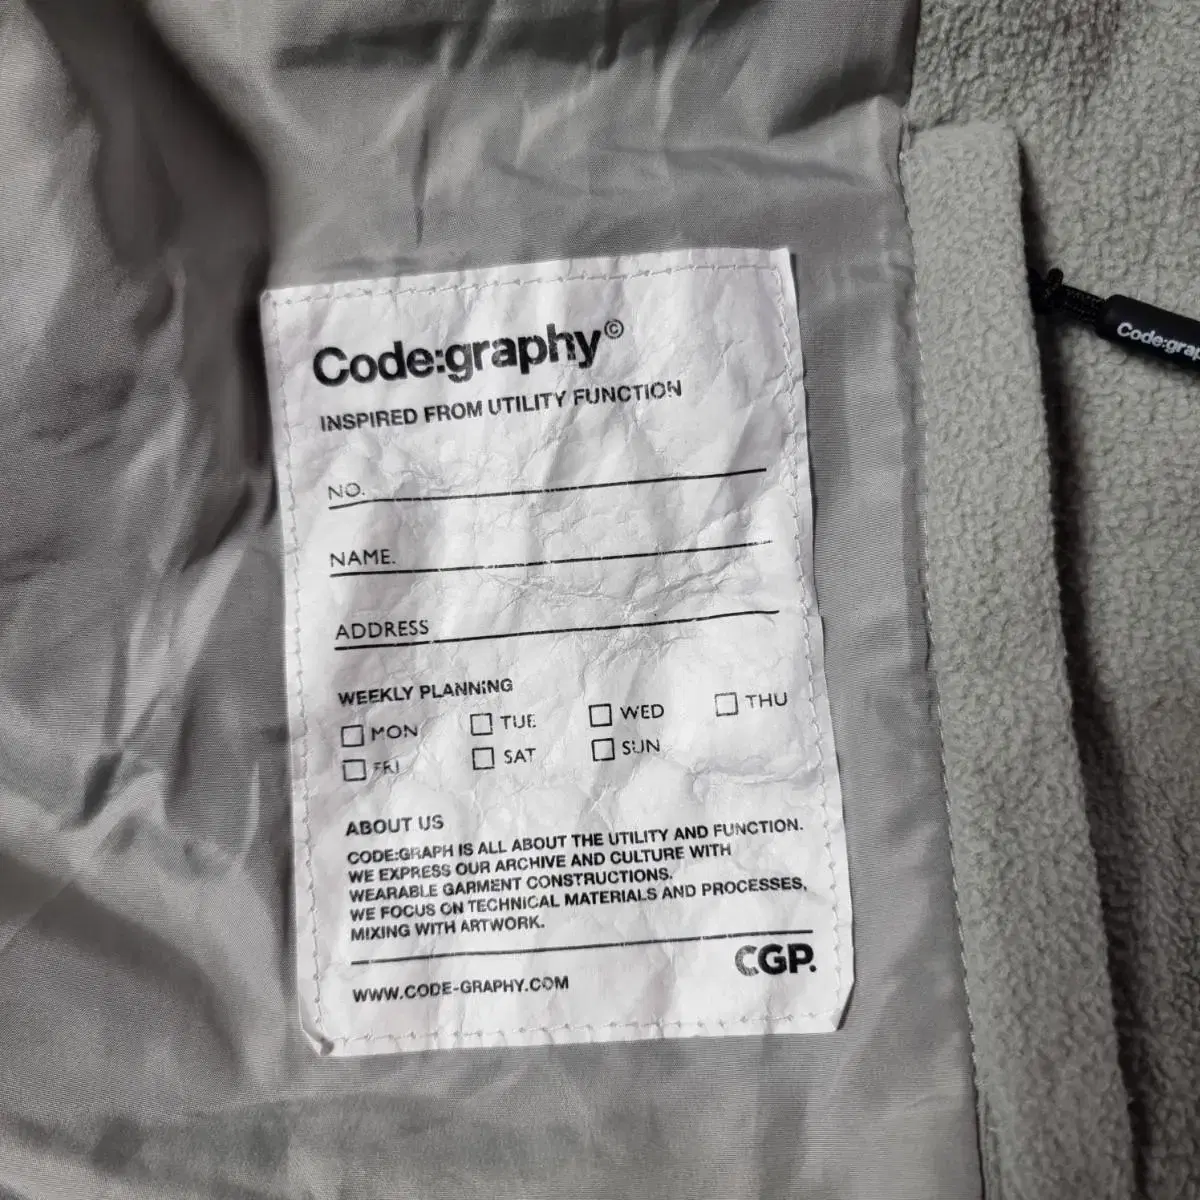 Code:graphy©
INSPIRED FROM UTILITY FUNCTION
NO.
NAME.
ADDRESS
WEEKLY PLANNING
MON TUE WED THU
FRI SAT SUN
ABOUT US
CODE:GRAPH IS ALL ABOUT THE UTILITY AND FUNCTION.
WE EXPRESS OUR ARCHIVE AND CULTURE WITH
WEARABLE GARMENT CONSTRUCTIONS.
WE FOCUS ON TECHNICAL MATERIALS AND PROCESSES,
MIXING WITH ARTWORK.
CGP.
WWW.CODE-GRAPHY.COM
Code:grap